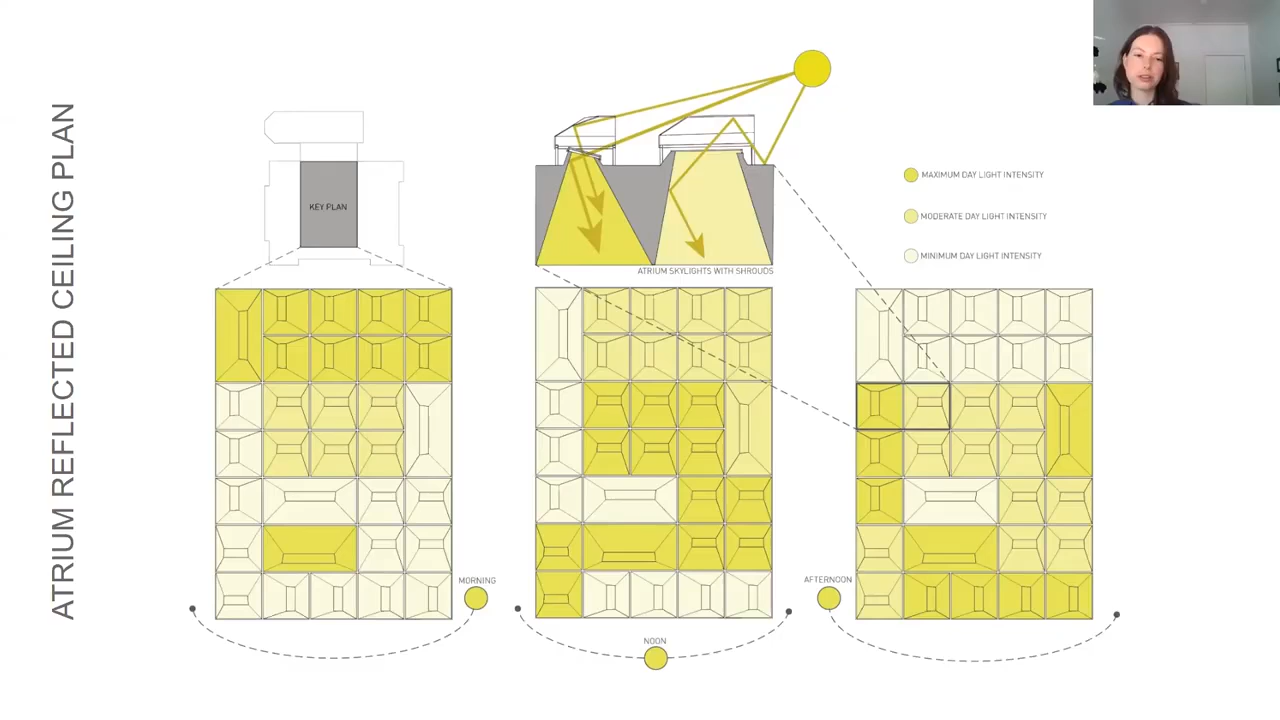 ATRIUM REFLECTED CEILING PLAN
KEY PLAN
ATRIUM SKYLIGHTS WITH SHROUDS
MAXIMUM DAY LIGHT INTENSITY
MODERATE DAY LIGHT INTENSITY
MINIMUM DAY LIGHT INTENSITY
MORNING
NOON
AFTERNOON